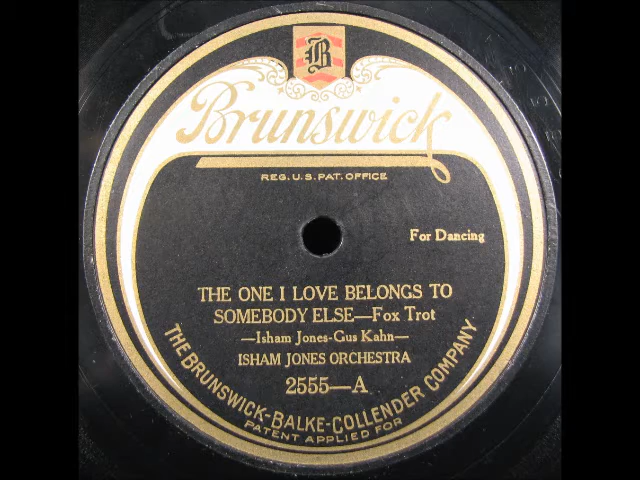 B
Brunswick
REG. U.S. PAT. OFFICE
For Dancing
THE ONE I LOVE BELONGS TO
SOMEBODY ELSE—Fox Trot
—Isham Jones-Gus Kahn—
ISHAM JONES ORCHESTRA
2555—A
THE BRUNSWICK-BALKE-COLLENDER COMPANY
PATENT APPLIED FOR